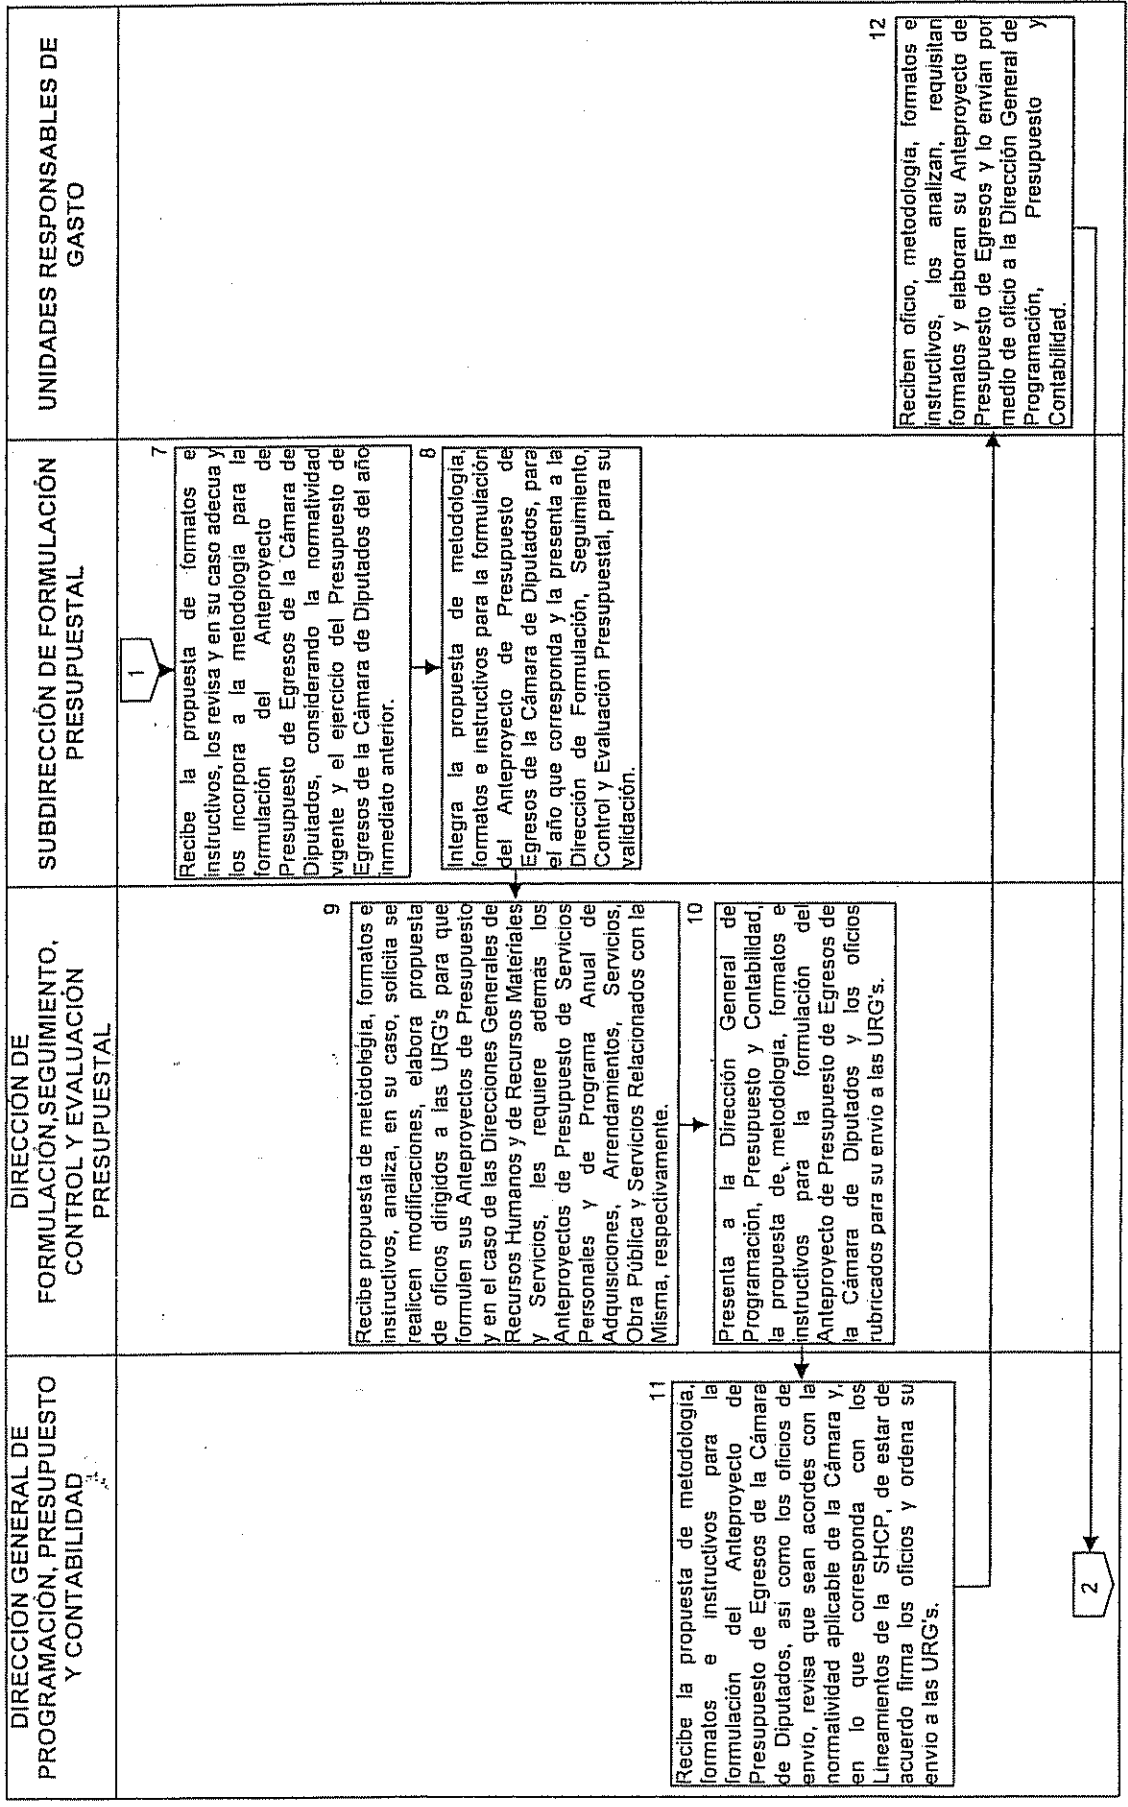 DIRECCION GENERAL DE
PROGRAMACIÓN, PRESUPUESTO
Y CONTABILIDAD
DIRECCIÓN DE
FORMULACIÓN,SEGUIMIENTO,
CONTROL Y EVALUACIÓN
PRESUPUESTAL
SUBDIRECCIÓN DE FORMULACIÓN
PRESUPUESTAL
UNIDADES RESPONSABLES DE
GASTO
1
7
Recibe la propuesta de formatos e
instructivos, los revisa y en su caso adecua y
los incorpora a la metodología para la
formulación del Anteproyecto de
Presupuesto de Egresos de la Cámara de
Diputados, considerando la normatividad
vigente y el ejercicio del Presupuesto de
Egresos de la Cámara de Diputados del año
inmediato anterior.
8
Integra la propuesta de metodología,
formatos e instructivos para la formulación
del Anteproyecto de Presupuesto de
Egresos de la Cámara de Diputados, para
el año que corresponda y la presenta a la
Dirección de Formulación, Seguimiento,
Control y Evaluación Presupuestal, para su
validación.
9
Recibe propuesta de metodología, formatos e
instructivos, analiza, en su caso, solicita se
realicen modificaciones, elabora propuesta
de oficios dirigidos a las URG's para que
formulen sus Anteproyectos de Presupuesto
y en el caso de las Direcciones Generales de
Recursos Humanos y de Recursos Materiales
y Servicios, les requiere además los
Anteproyectos de Presupuesto de Servicios
Personales y de Programa Anual de
Adquisiciones, Arrendamientos, Servicios,
Obra Pública y Servicios Relacionados con la
Misma, respectivamente.
10
Presenta a la Dirección General de
Programación, Presupuesto y Contabilidad,
la propuesta de metodología, formatos e
instructivos para la formulación del
Anteproyecto de Presupuesto de Egresos de
la Cámara de Diputados y los oficios
rubricados para su envío a las URG's.
11
Recibe la propuesta de metodología,
formatos e instructivos para la
formulación del Anteproyecto de
Presupuesto de Egresos de la Cámara
de Diputados, así como los oficios de
envío, revisa que sean acordes con la
normatividad aplicable de la Cámara y,
en lo que corresponda con los
Lineamientos de la SHCP, de estar de
acuerdo firma los oficios y ordena su
envio a las URG's.
12
Reciben oficio, metodología, formatos e
instructivos, los analizan, requisitan
formatos y elaboran su Anteproyecto de
Presupuesto de Egresos y lo envían por
medio de oficio a la Dirección General de
Programación, Presupuesto y
Contabilidad.
2